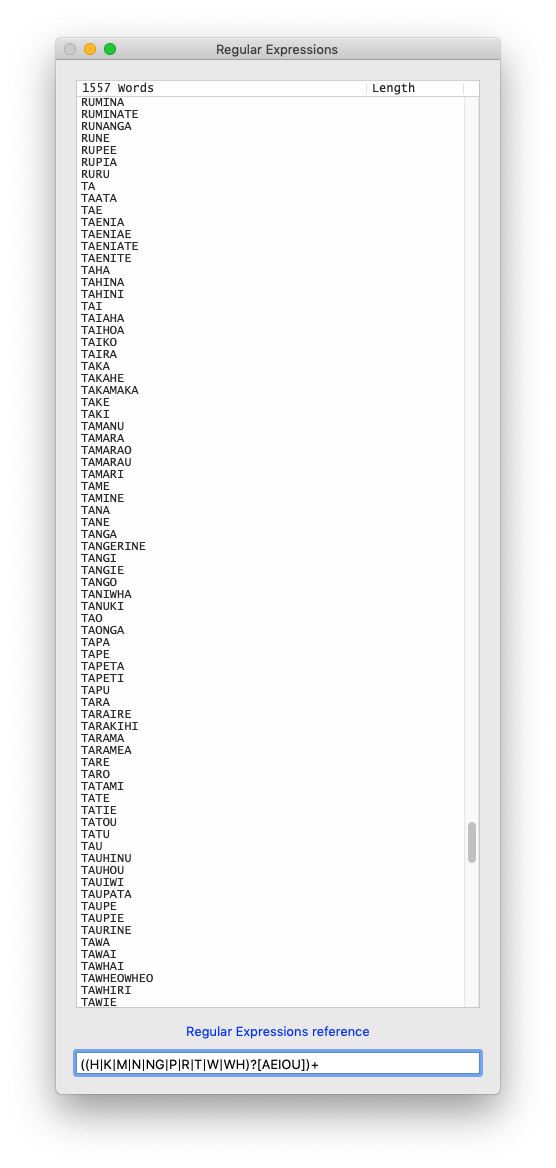 Regular Expressions
1557 Words Length
RUMINA
RUMINATE
RUNANGA
RUNE
RUPEE
RUPIA
RURU
TA
TAATA
TAE
TAENIA
TAENIAE
TAENIATE
TAENITE
TAHA
TAHINA
TAHINI
TAI
TAIAHA
TAIHOA
TAIKO
TAIRA
TAKA
TAKAHE
TAKAMAKA
TAKE
TAKI
TAMANU
TAMARA
TAMARAO
TAMARAU
TAMARI
TAME
TAMINE
TANA
TANE
TANGA
TANGERINE
TANGI
TANGIE
TANGO
TANIWHA
TANUKI
TAO
TAONGA
TAPA
TAPE
TAPETA
TAPETI
TAPU
TARA
TARAIRE
TARAKIHI
TARAMA
TARAMEA
TARE
TARO
TATAMI
TATE
TATIE
TATOU
TATU
TAU
TAUHINU
TAUHOU
TAUIWI
TAUPATA
TAUPE
TAUPIE
TAURINE
TAWA
TAWAI
TAWHAI
TAWHEOWHEO
TAWHIRI
TAWIE
Regular Expressions reference
((H|K|M|N|NG|P|R|T|W|WH)?[AEIOU])+